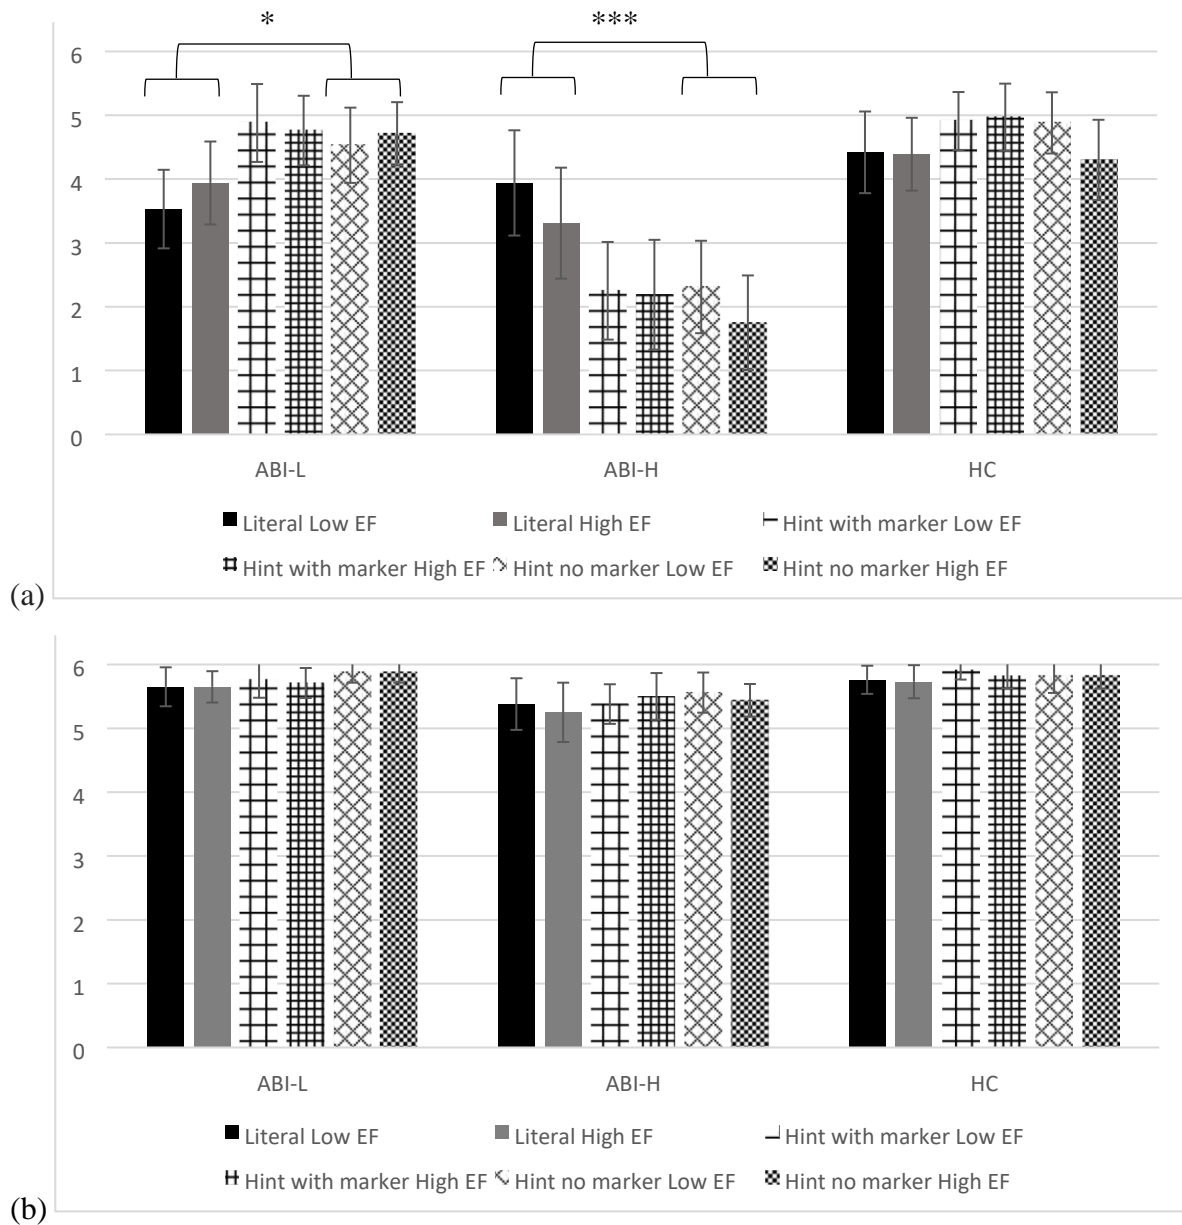 * ***
6
5
4
3
2
1
0
ABI-L ABI-H HC
Literal Low EF Literal High EF Hint with marker Low EF
Hint with marker High EF Hint no marker Low EF Hint no marker High EF
(a)
6
5
4
3
2
1
0
ABI-L ABI-H HC
Literal Low EF Literal High EF Hint with marker Low EF
Hint with marker High EF Hint no marker Low EF Hint no marker High EF
(b)